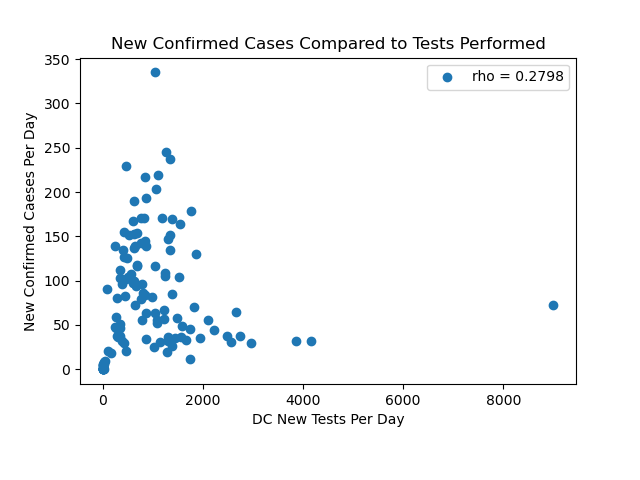 New Confirmed Cases Compared to Tests Performed
rho = 0.2798
350
300
250
200
150
100
50
0
New Confirmed Caeses Per Day
0 2000 4000 6000 8000
DC New Tests Per Day